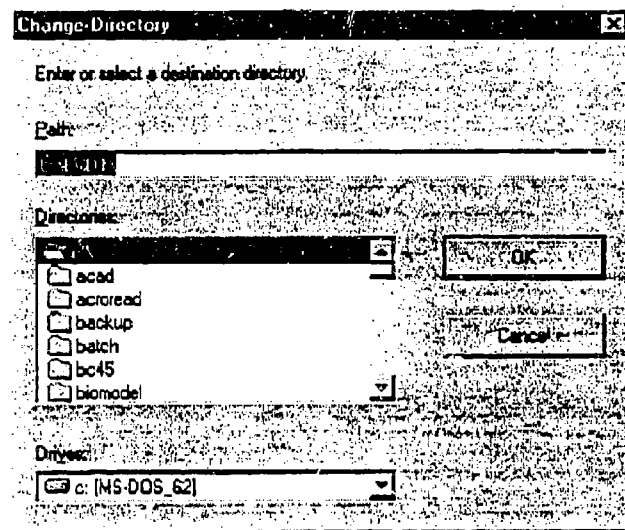 Change Directory
Enter or select a destination directory.
Path:
Directories:
acad
acroread
backup
batch
bc45
biomodel
OK
Cancel
Drives:
c: [MS-DOS_62]